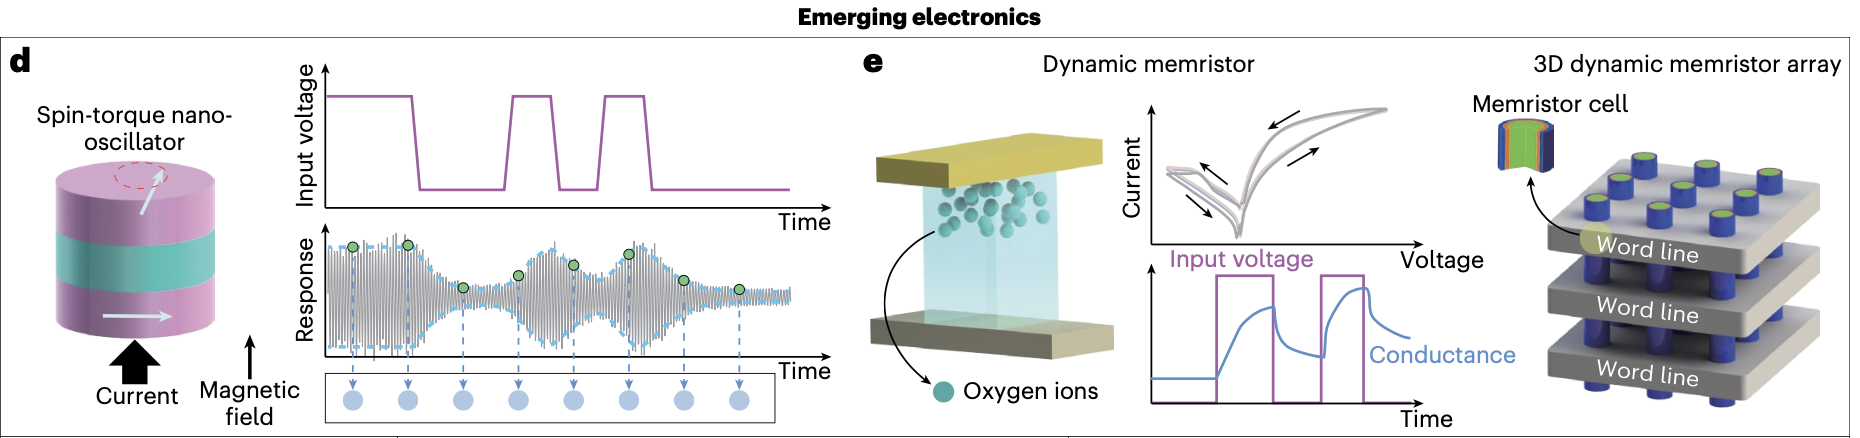 Emerging electronics
d
Spin-torque nano-
oscillator
Current
Magnetic
field
Input voltage
Time
Response
Time
e
Dynamic memristor
Oxygen ions
Current
Voltage
Input voltage
Conductance
Time
3D dynamic memristor array
Memristor cell
Word line
Word line
Word line